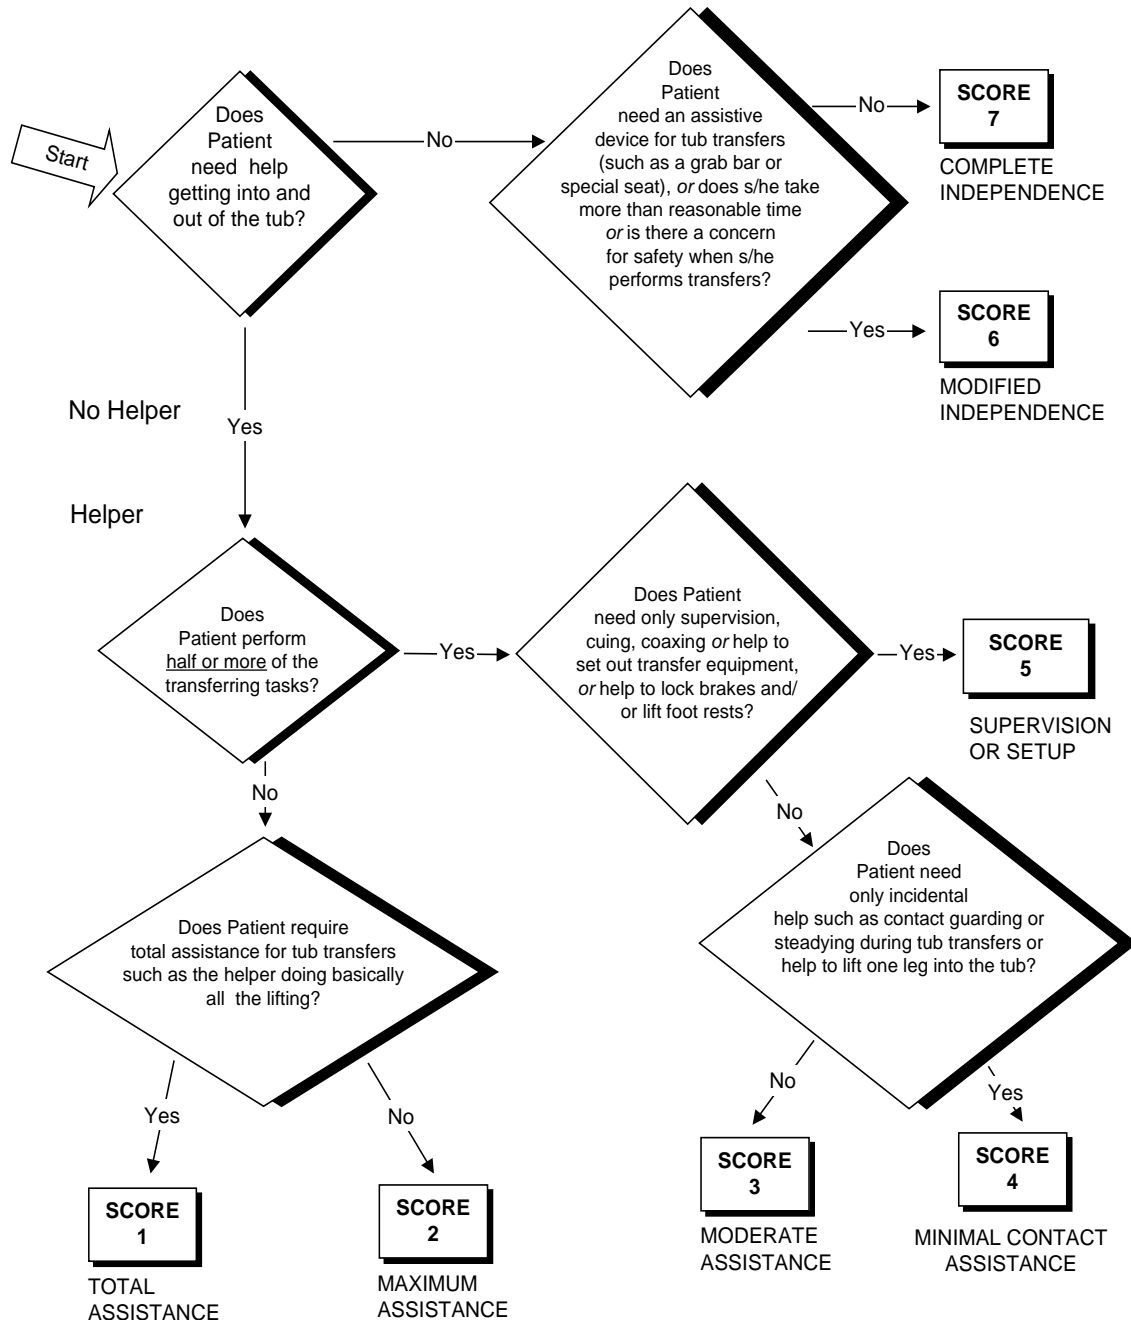 Start
Does
Patient
need help
getting into and
out of the tub?
No
Does
Patient
need an assistive
device for tub transfers
(such as a grab bar or
special seat), or does s/he take
more than reasonable time
or is there a concern
for safety when s/he
performs transfers?
No
SCORE
7
COMPLETE
INDEPENDENCE
Yes
SCORE
6
MODIFIED
INDEPENDENCE
No Helper
Yes
Helper
Does
Patient perform
half or more of the
transferring tasks?
Yes
Does Patient
need only supervision,
cuing, coaxing or help to
set out transfer equipment,
or help to lock brakes and/
or lift foot rests?
Yes
SCORE
5
SUPERVISION
OR SETUP
No
No
Does
Patient need
only incidental
help such as contact guarding or
steadying during tub transfers or
help to lift one leg into the tub?
Does Patient require
total assistance for tub transfers
such as the helper doing basically
all the lifting?
Yes
No
No
Yes
SCORE
1
TOTAL
ASSISTANCE
SCORE
2
MAXIMUM
ASSISTANCE
SCORE
3
MODERATE
ASSISTANCE
SCORE
4
MINIMAL CONTACT
ASSISTANCE